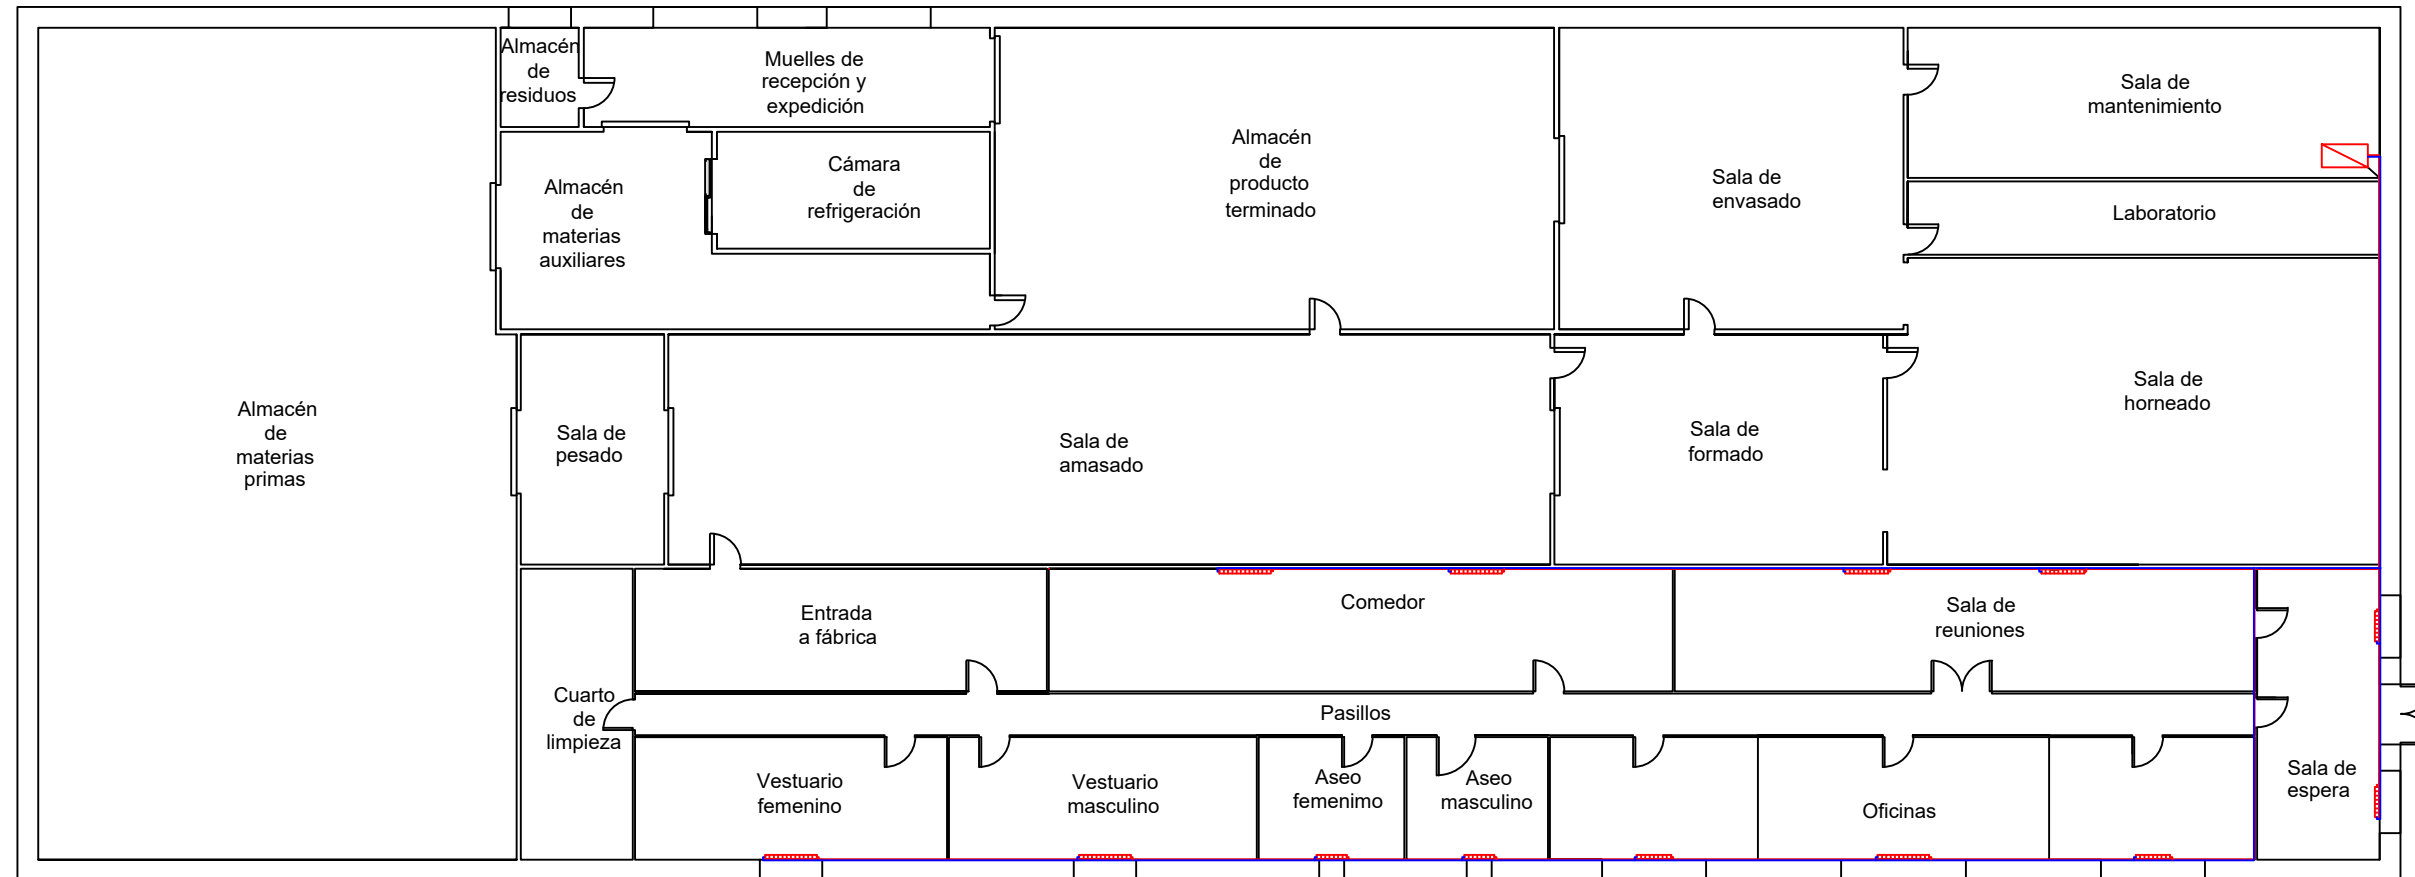 Almacén
de
residuos
Muelles de
recepción y
expedición
Sala de
mantenimiento
Almacén
de
producto
terminado
Cámara
de
refrigeración
Almacén
de
materias
auxiliares
Sala de
envasado
Laboratorio
Almacén
de
materias
primas
Sala de
pesado
Sala de
amasado
Sala de
formado
Sala de
horneado
Entrada
a fábrica
Comedor
Sala de
reuniones
Cuarto
de
limpieza
Pasillos
Vestuario
femenino
Vestuario
masculino
Aseo
femenimo
Aseo
masculino
Oficinas
Sala de
espera